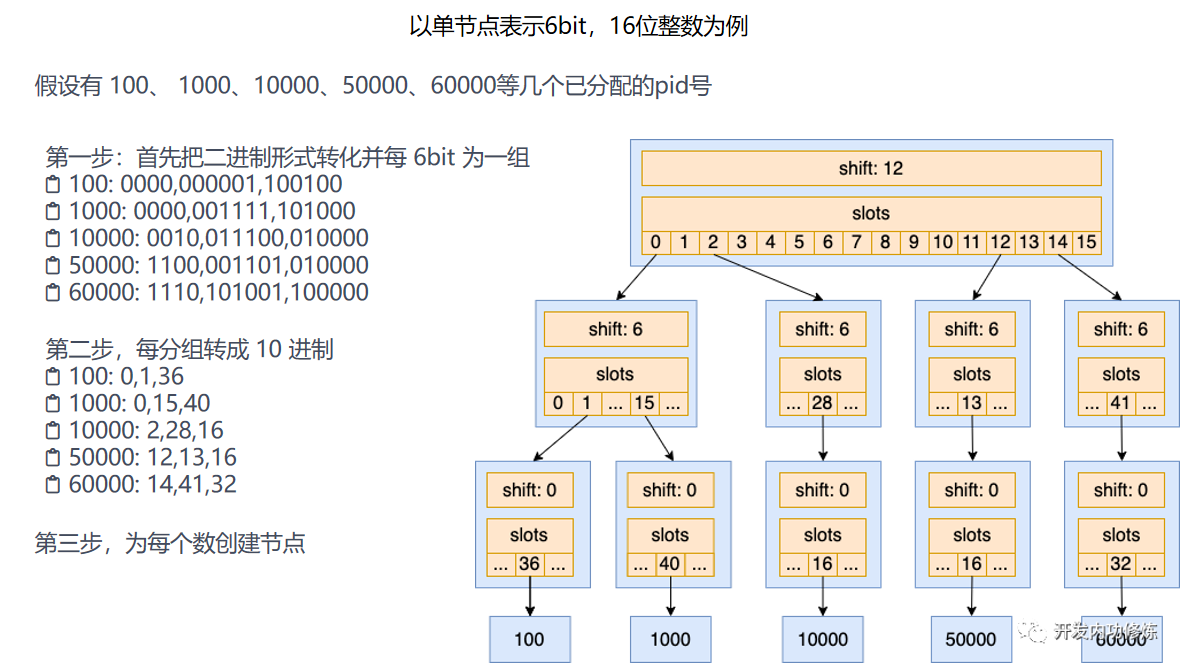 以单节点表示6bit，16位整数为例
假设有 100、 1000、10000、50000、60000等几个已分配的pid号
第一步：首先把二进制形式转化并每 6bit 为一组
100: 0000,000001,100100
1000: 0000,001111,101000
10000: 0010,011100,010000
50000: 1100,001101,010000
60000: 1110,101001,100000
第二步，每分组转成 10 进制
100: 0,1,36
1000: 0,15,40
10000: 2,28,16
50000: 12,13,16
60000: 14,41,32
第三步，为每个数创建节点
shift: 12
slots
0 1 2 3 4 5 6 7 8 9 10 11 12 13 14 15
shift: 6 shift: 6 shift: 6 shift: 6
slots slots slots slots
0 1 ... 15 ... ... 28 ... ... 13 ... ... 41 ...
shift: 0 shift: 0 shift: 0 shift: 0 shift: 0
slots slots slots slots slots
... 36 ... ... 40 ... ... 16 ... ... 16 ... ... 32 ...
100 1000 10000 50000 60000
开发内功修炼